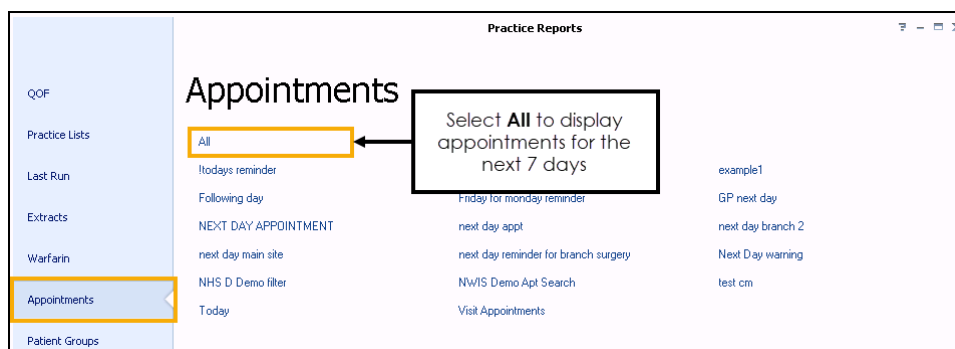 Practice Reports
QOF
Practice Lists
Last Run
Extracts
Warfarin
Appointments
Patient Groups
Appointments
All
Select All to display
appointments for the
next 7 days
!todays reminder
example1
Following day
Friday for monday reminder
GP next day
NEXT DAY APPOINTMENT
next day appt
next day branch 2
next day main site
next day reminder for branch surgery
Next Day warning
NHS D Demo filter
NWIS Demo Apt Search
test cm
Today
Visit Appointments